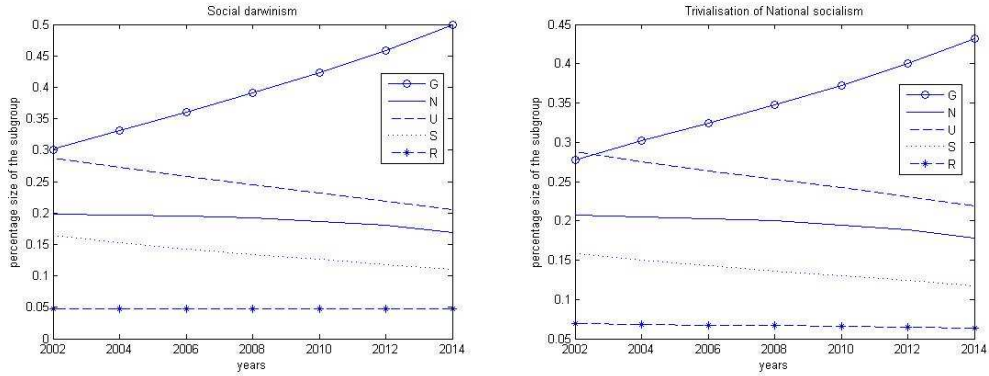 Social darwinism
0.5
0.45
0.4
0.35
0.3
0.25
0.2
0.15
0.1
0.05
0
percentage size of the subgroup
G
N
U
S
R
2002 2004 2006 2008 2010 2012 2014
years
Trivialisation of National socialism
0.45
0.4
0.35
0.3
0.25
0.2
0.15
0.1
0.05
percentage size of the subgroup
G
N
U
S
R
2002 2004 2006 2008 2010 2012 2014
years